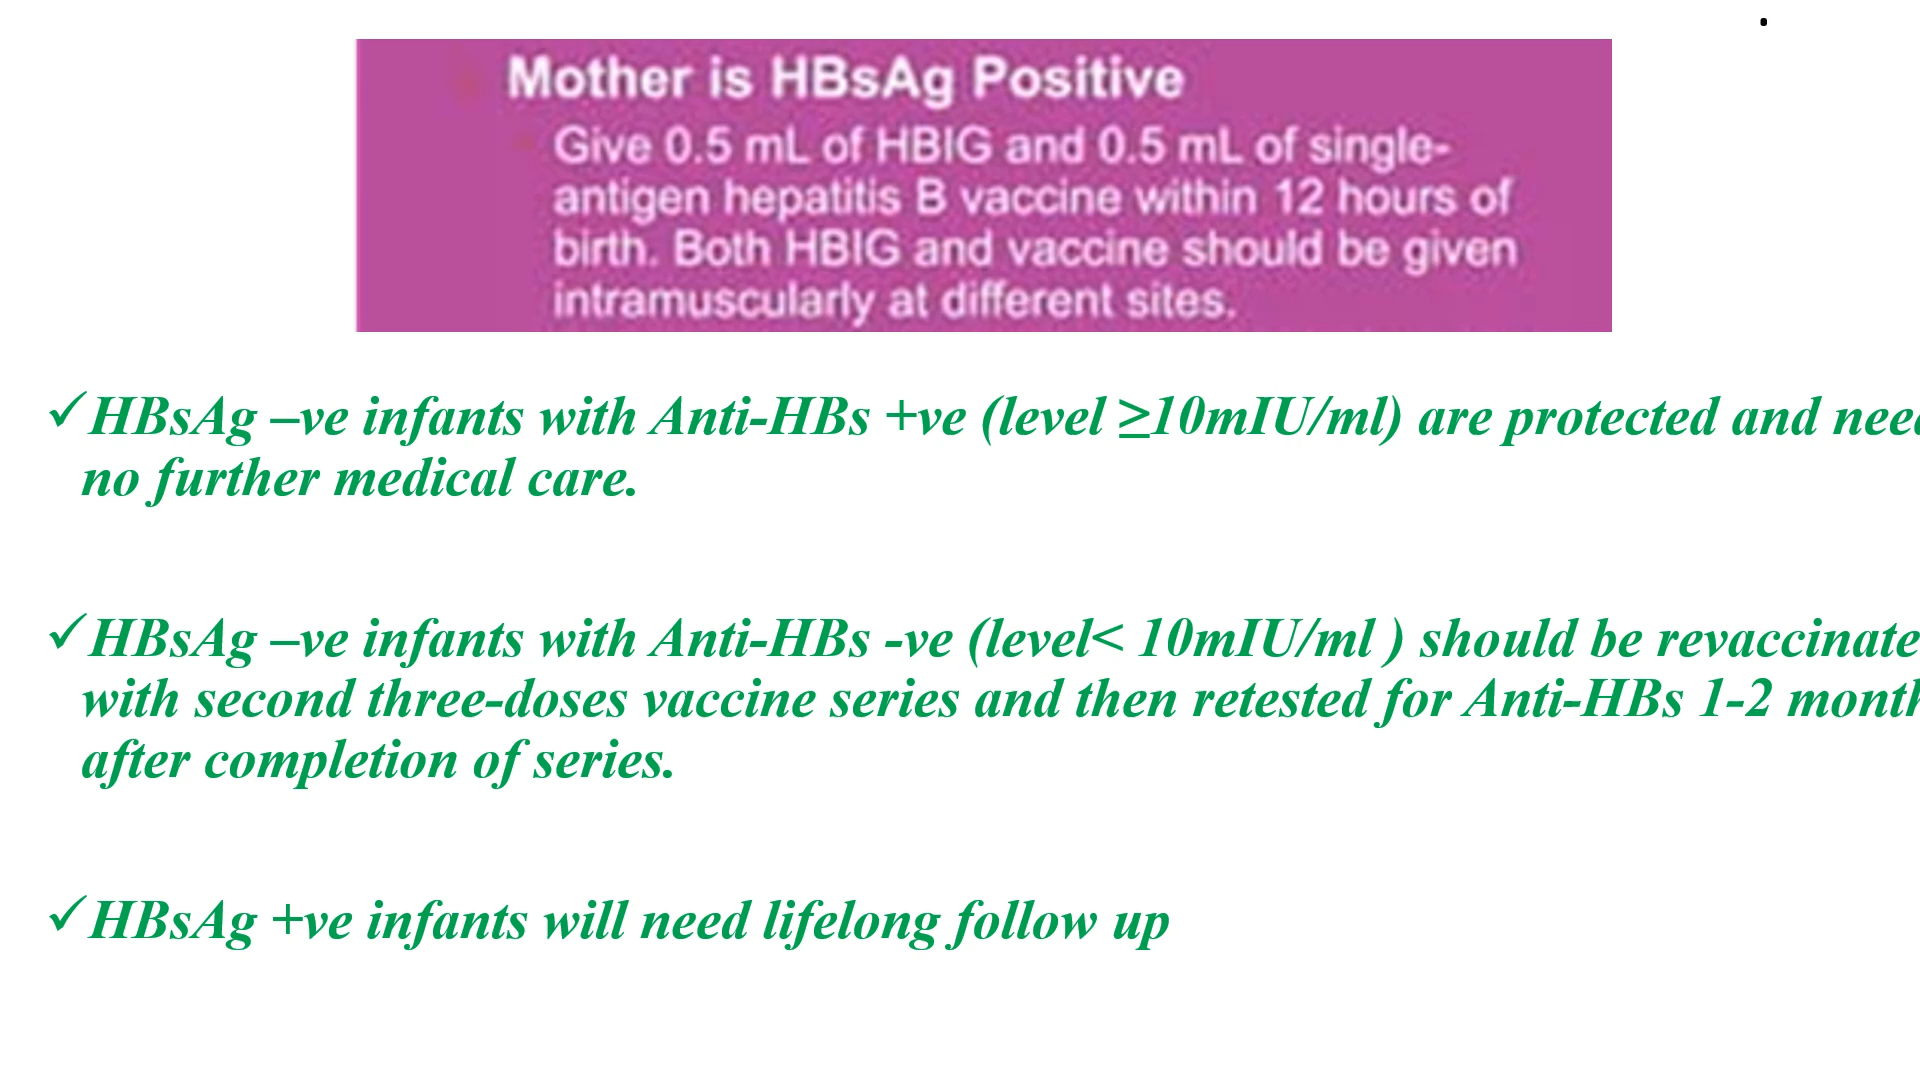 .
Mother is HBsAg Positive
Give 0.5 mL of HBIG and 0.5 mL of single-
antigen hepatitis B vaccine within 12 hours of
birth. Both HBIG and vaccine should be given
intramuscularly at different sites.
✓HBsAg –ve infants with Anti-HBs +ve (level ≥10mIU/ml) are protected and need
no further medical care.
✓HBsAg –ve infants with Anti-HBs -ve (level< 10mIU/ml ) should be revaccinate
with second three-doses vaccine series and then retested for Anti-HBs 1-2 month
after completion of series.
✓HBsAg +ve infants will need lifelong follow up